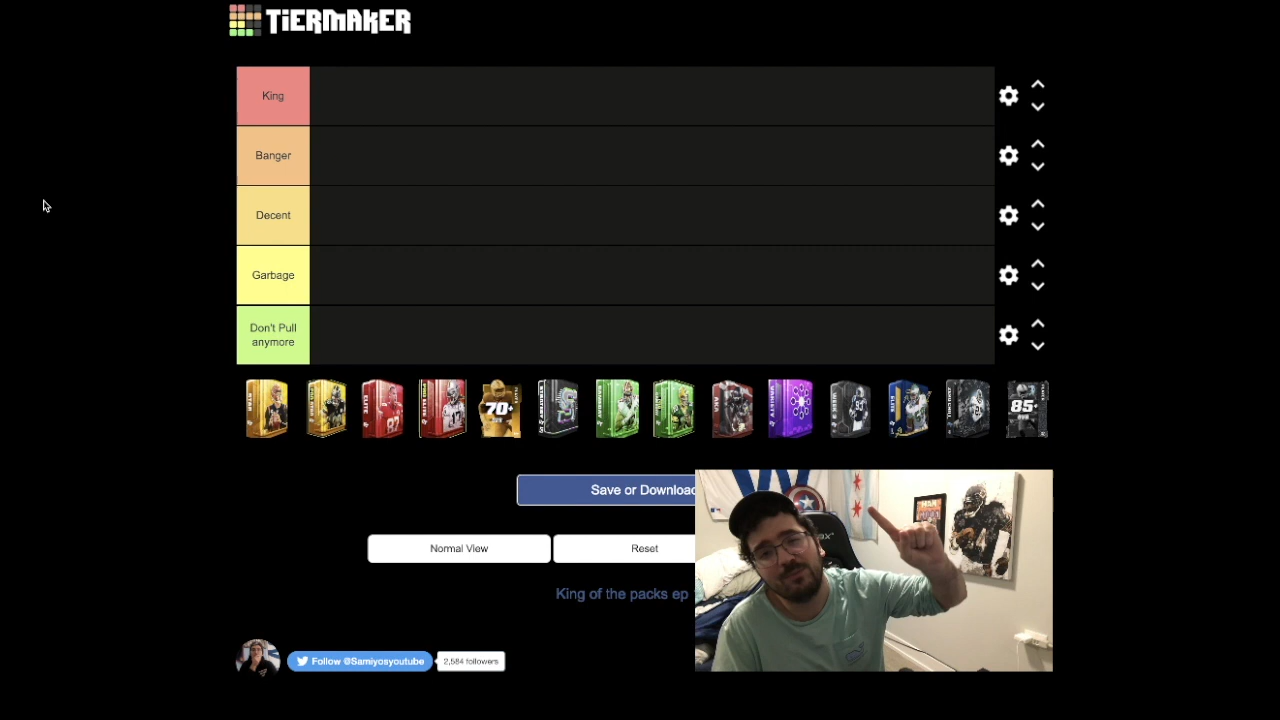 TiERMAKER
King
Banger
Decent
Garbage
Don't Pull
anymore
ELITE
70+
85+
Save or Download
Normal View
Reset
King of the packs ep
Follow @Samiyosyoutube
2,584 followers